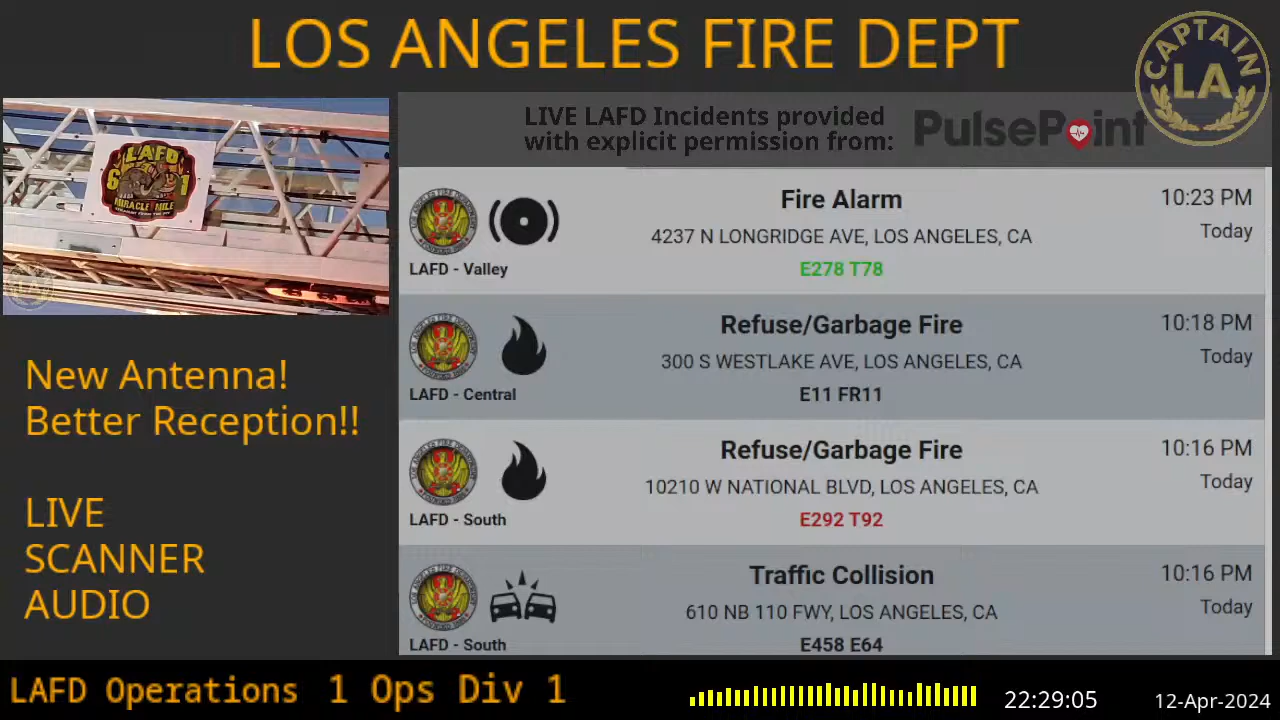 LOS ANGELES FIRE DEPT
CAPTAIN
LA
LIVE LAFD Incidents provided
with explicit permission from:
PulsePoint
LAFD
6 1
MIRACLE MILE
New Antenna!
Better Reception!!
LIVE
SCANNER
AUDIO
Fire Alarm
10:23 PM
4237 N LONGRIDGE AVE, LOS ANGELES, CA
Today
LAFD - Valley
E278 T78
Refuse/Garbage Fire
10:18 PM
300 S WESTLAKE AVE, LOS ANGELES, CA
Today
LAFD - Central
E11 FR11
Refuse/Garbage Fire
10:16 PM
10210 W NATIONAL BLVD, LOS ANGELES, CA
Today
LAFD - South
E292 T92
Traffic Collision
10:16 PM
610 NB 110 FWY, LOS ANGELES, CA
Today
LAFD - South
E458 E64
LAFD Operations 1 Ops Div 1
22:29:05
12-Apr-2024